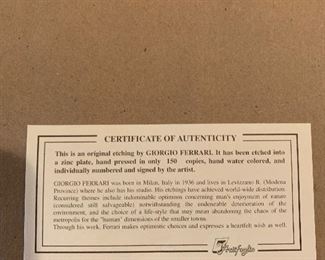 CERTIFICATE OF AUTENTICITY
This is an original etching by GIORGIO FERRARI. It has been etched into
a zinc plate, hand pressed in only 150 copies, hand water colored, and
individually numbered and signed by the artist.
GIORGIO FERRARI was born in Milan, Italy in 1936 and lives in Levizzano R. (Modena
Province) where he also has his studio. His etchings have achieved world-wide distribution.
Recurring themes include indominable optimism concerning man's enjoyment of nature
(considered still salvageable) notwithstanding the undeniable deterioration of the
environment, and the choice of a life-style that may mean abandoning the chaos of the
metropolis for the "human" dimensions of the smaller towns.
Through his work, Ferrari makes optimistic choices and expresses a heartfelt wish as well.